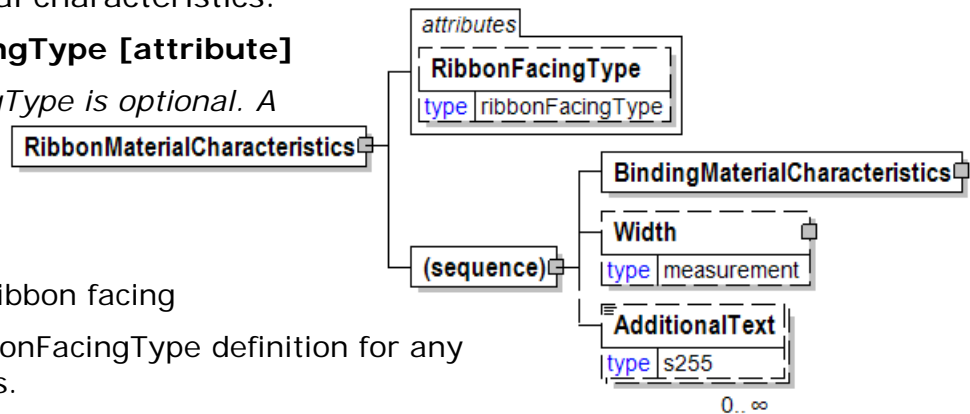 al characteristics.
ngType [attribute]
gType is optional. A
ibbon facing
onFacingType definition for any
s.
RibbonMaterialCharacteristics
attributes
RibbonFacingType
type ribbonFacingType
(sequence)
BindingMaterialCharacteristics
Width
type measurement
AdditionalText
type s255
0.. ∞